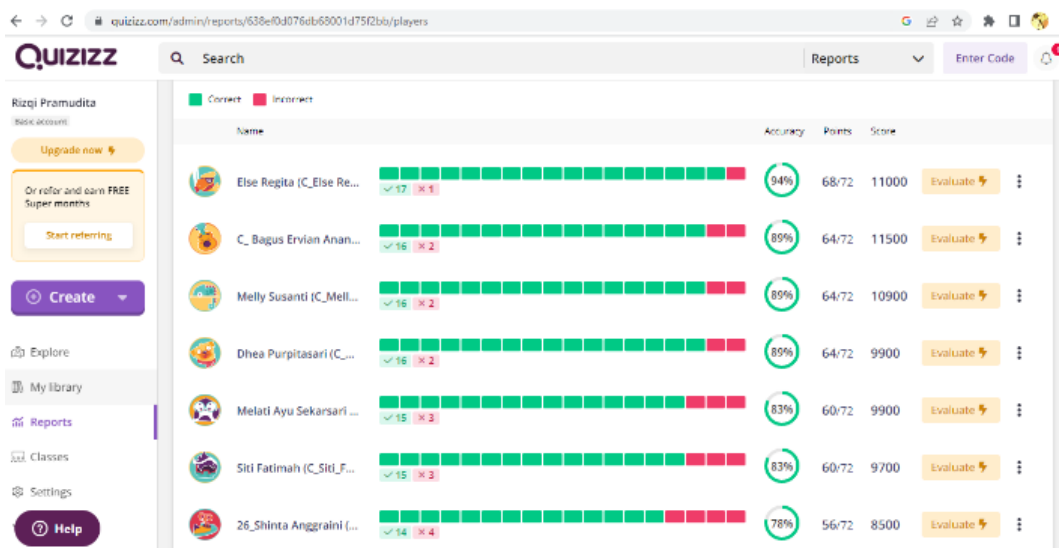 quizizz.com/admin/reports/638ef0d076db68001d75f2bb/players
QUIZIZZ
Search
Reports
Enter Code
Rizqi Pramudita
Basic account
Upgrade now
Or refer and earn FREE
Super months
Start referring
Create
Explore
My library
Reports
Classes
Settings
Help
Correct Incorrect
Name Accuracy Points Score
Else Regita (C_Else Re... 94% 68/72 11000 Evaluate
✓ 17 × 1
C_ Bagus Ervian Anan... 89% 64/72 11500 Evaluate
✓ 16 × 2
Melly Susanti (C_Mell... 89% 64/72 10900 Evaluate
✓ 16 × 2
Dhea Purpitasari (C_... 89% 64/72 9900 Evaluate
✓ 16 × 2
Melati Ayu Sekarsari ... 83% 60/72 9900 Evaluate
✓ 15 × 3
Siti Fatimah (C_Siti_F... 83% 60/72 9700 Evaluate
✓ 15 × 3
26_Shinta Anggraini (... 78% 56/72 8500 Evaluate
✓ 14 × 4